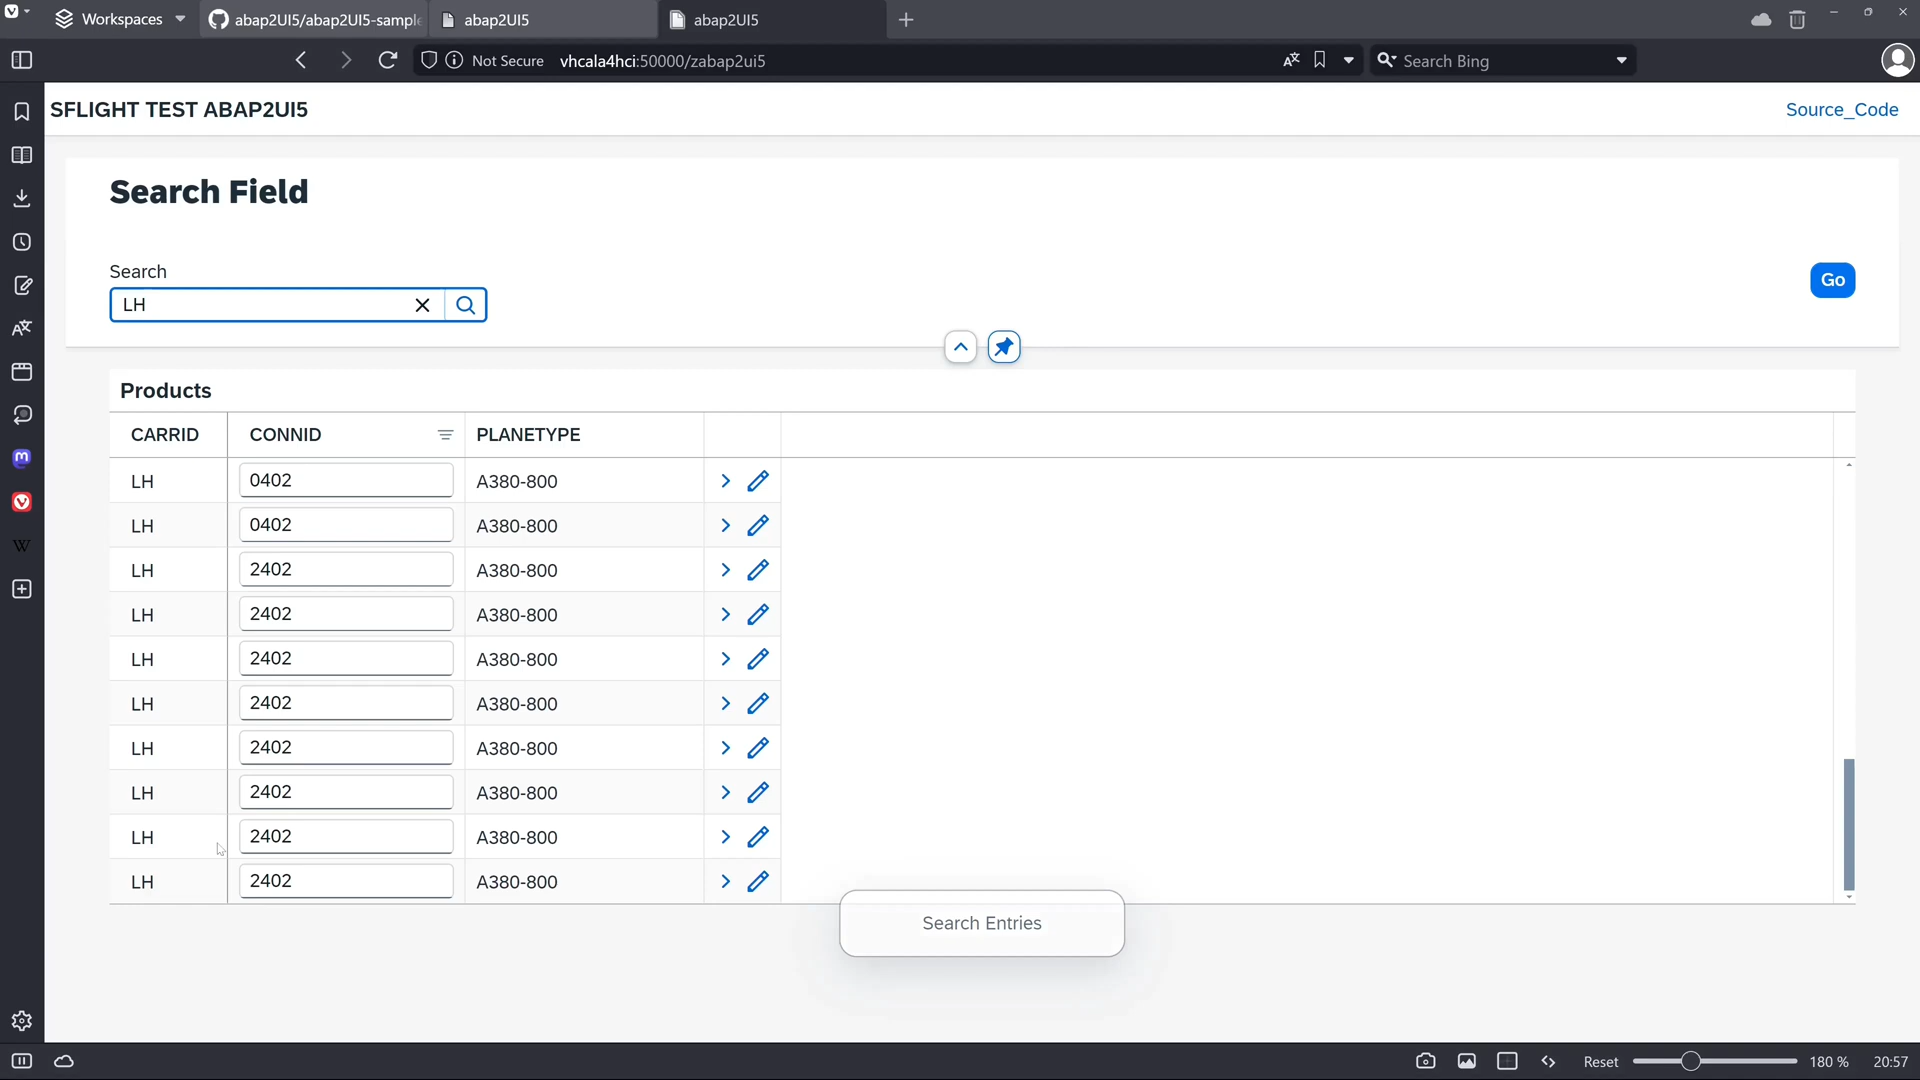 Workspaces abap2UI5/abap2UI5-sample abap2UI5 abap2UI5
Not Secure vhcala4hci:50000/zabap2ui5 Search Bing
SFLIGHT TEST ABAP2UI5 Source_Code
Search Field
Search
LH
Go
Products
CARRID CONNID PLANETYPE
LH 0402 A380-800
LH 0402 A380-800
LH 2402 A380-800
LH 2402 A380-800
LH 2402 A380-800
LH 2402 A380-800
LH 2402 A380-800
LH 2402 A380-800
LH 2402 A380-800
LH 2402 A380-800
Search Entries
Reset 180 % 20:57